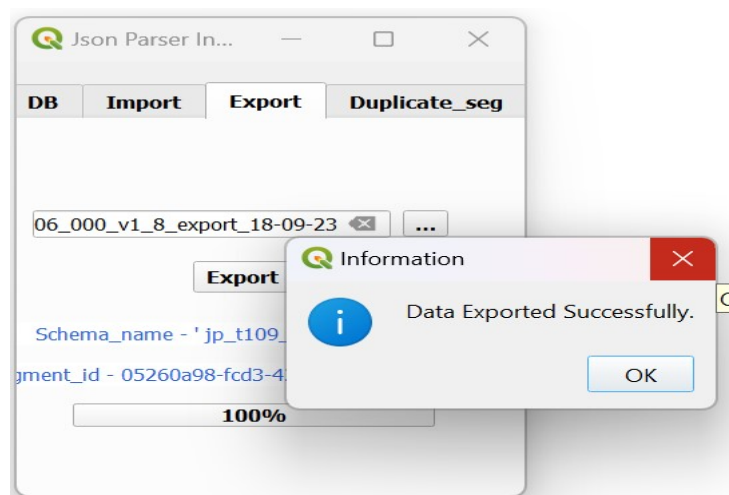 Json Parser In...
DB Import Export Duplicate_seg
06_000_v1_8_export_18-09-23 ...
Export
Information
Data Exported Successfully.
OK
Schema_name - ' jp_t109_
gment_id - 05260a98-fcd3-4
100%